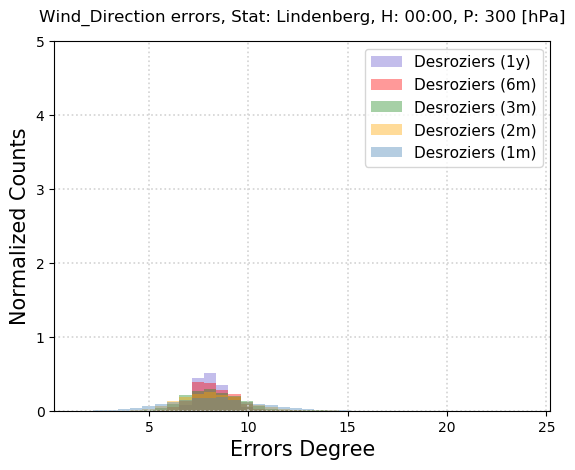 Wind_Direction errors, Stat: Lindenberg, H: 00:00, P: 300 [hPa]
5
4
3
2
1
0
Normalized Counts
Desroziers (1y)
Desroziers (6m)
Desroziers (3m)
Desroziers (2m)
Desroziers (1m)
5 10 15 20 25
Errors Degree